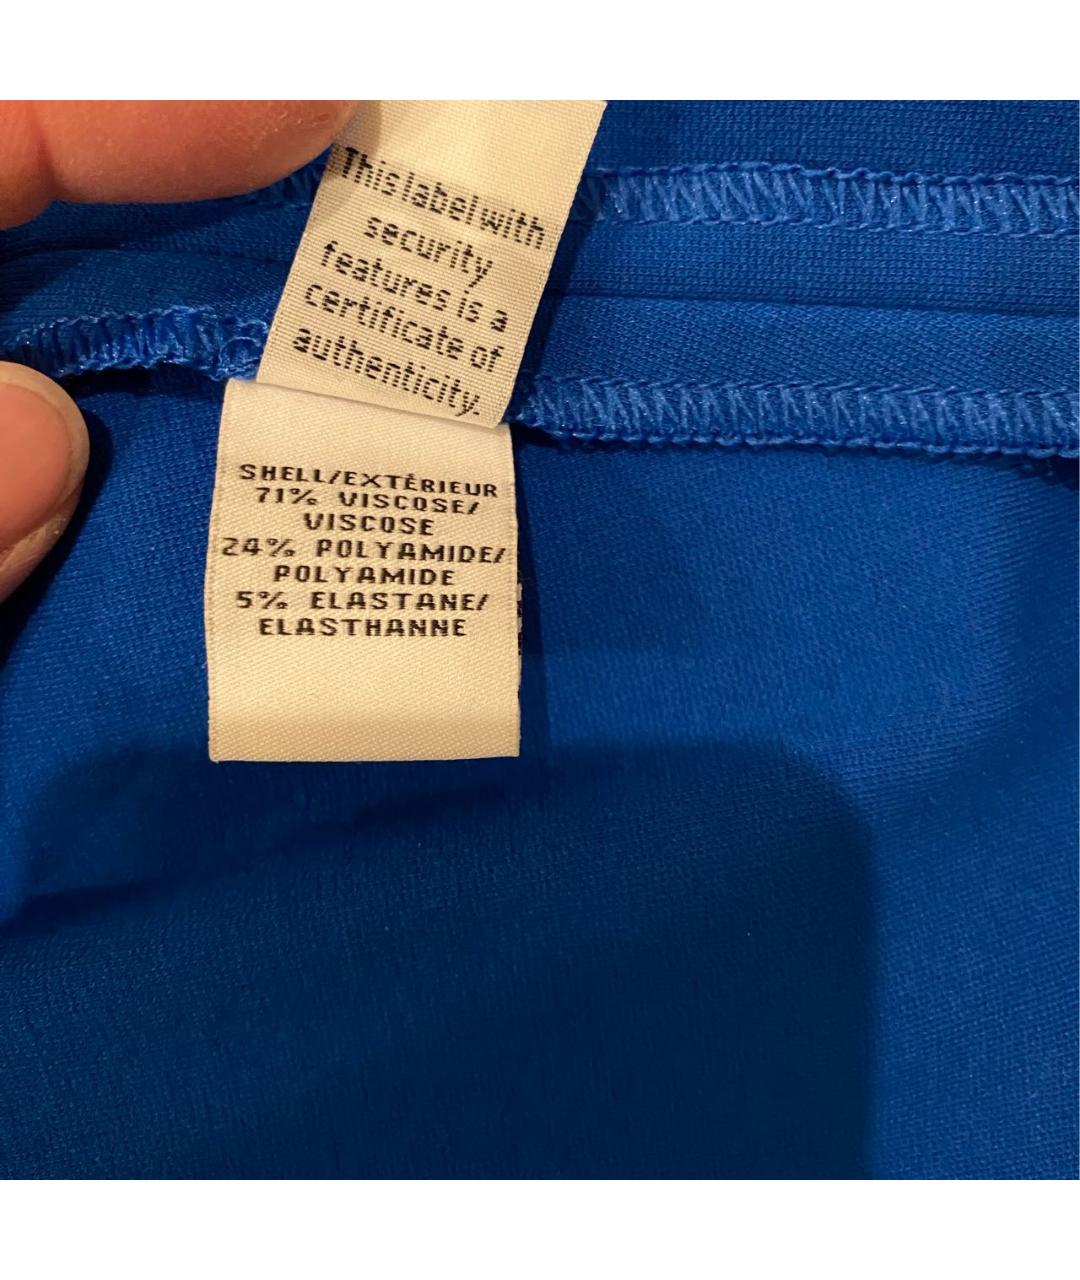 This label with
security
features is a
certificate of
authenticity.
SHELL/EXTÉRIEUR
71% VISCOSE/
VISCOSE
24% POLYAMIDE/
POLYAMIDE
5% ELASTANE/
ELASTHANNE